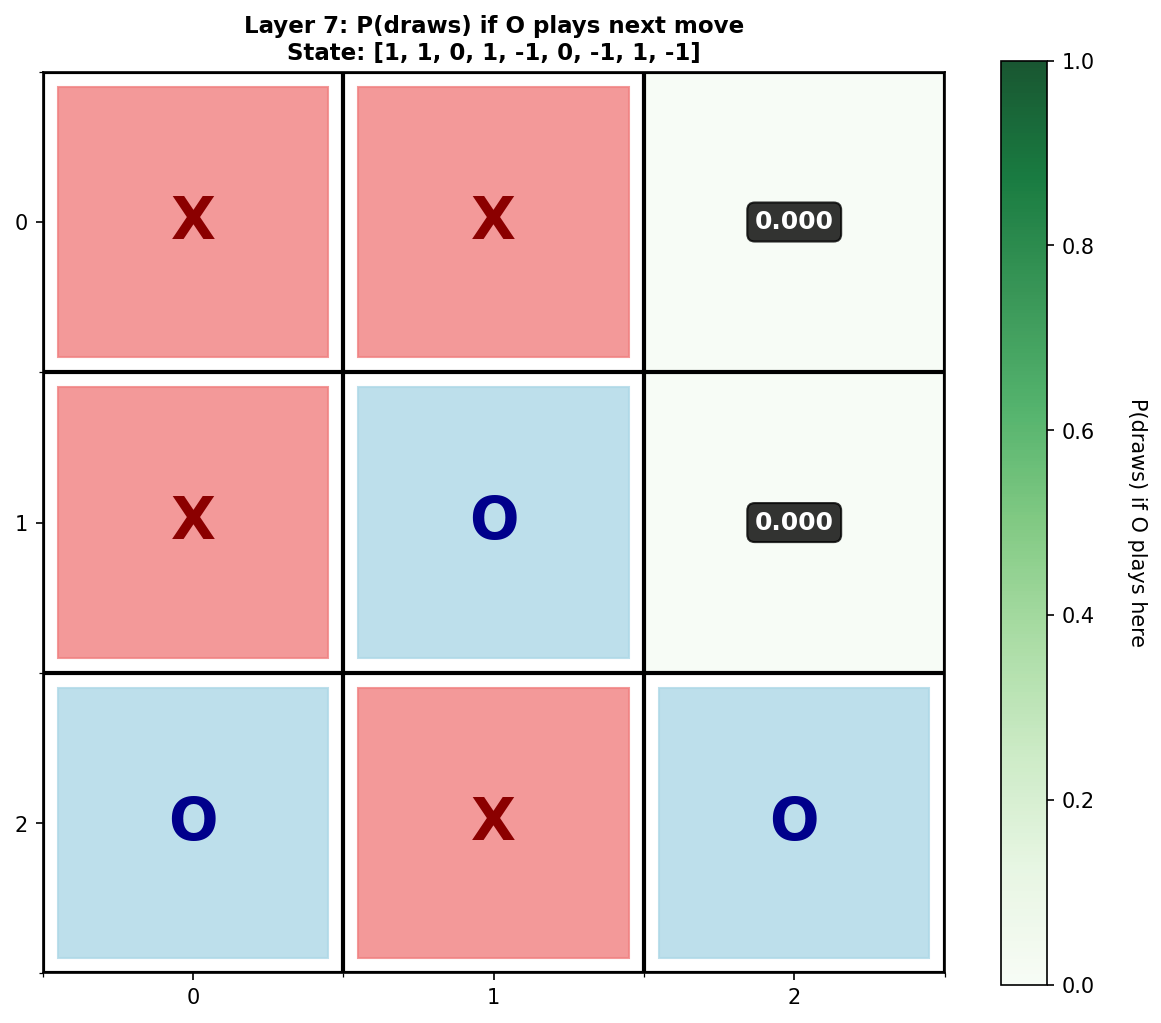 Layer 7: P(draws) if O plays next move
State: [1, 1, 0, 1, -1, 0, -1, 1, -1]
X X 0.000
X O 0.000
O X O
0
1
2
0 1 2
1.0
0.8
0.6
0.4
0.2
0.0
P(draws) if O plays here